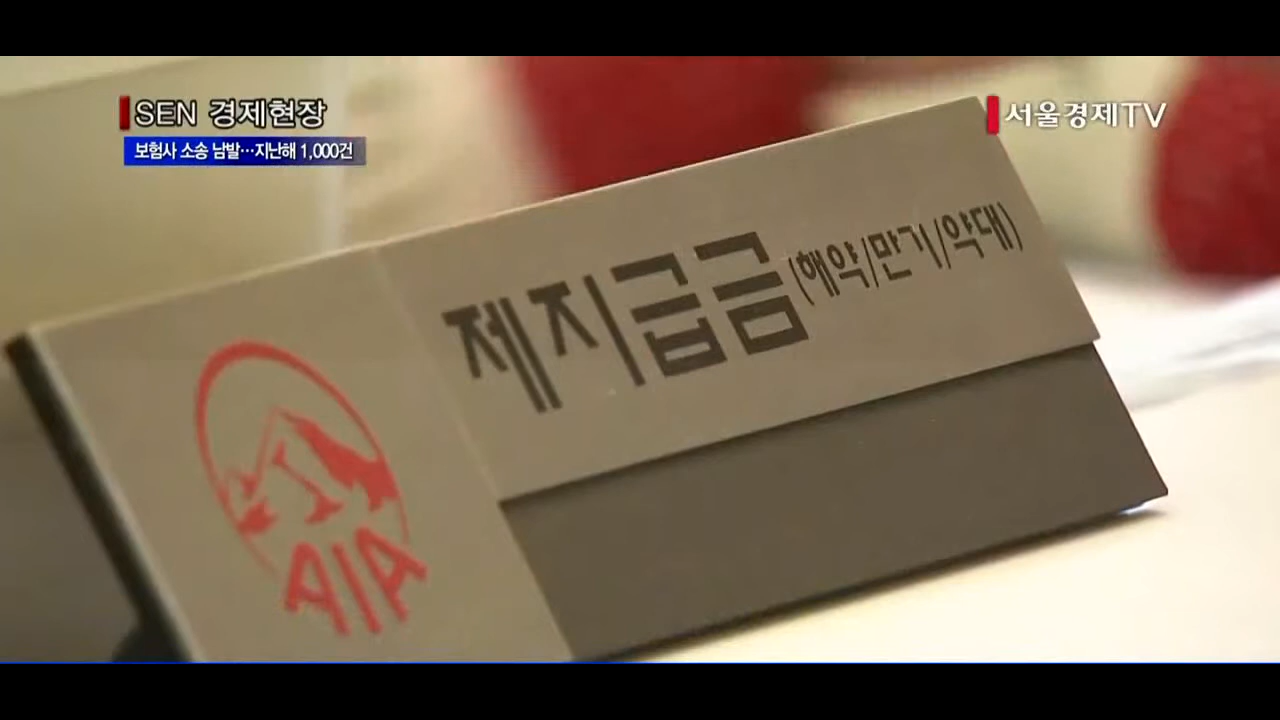 SEN 경제현장
서울경제TV
보험사 소송 남발…지난해 1,000건
제지급금(해약/만기/약대)
AIA